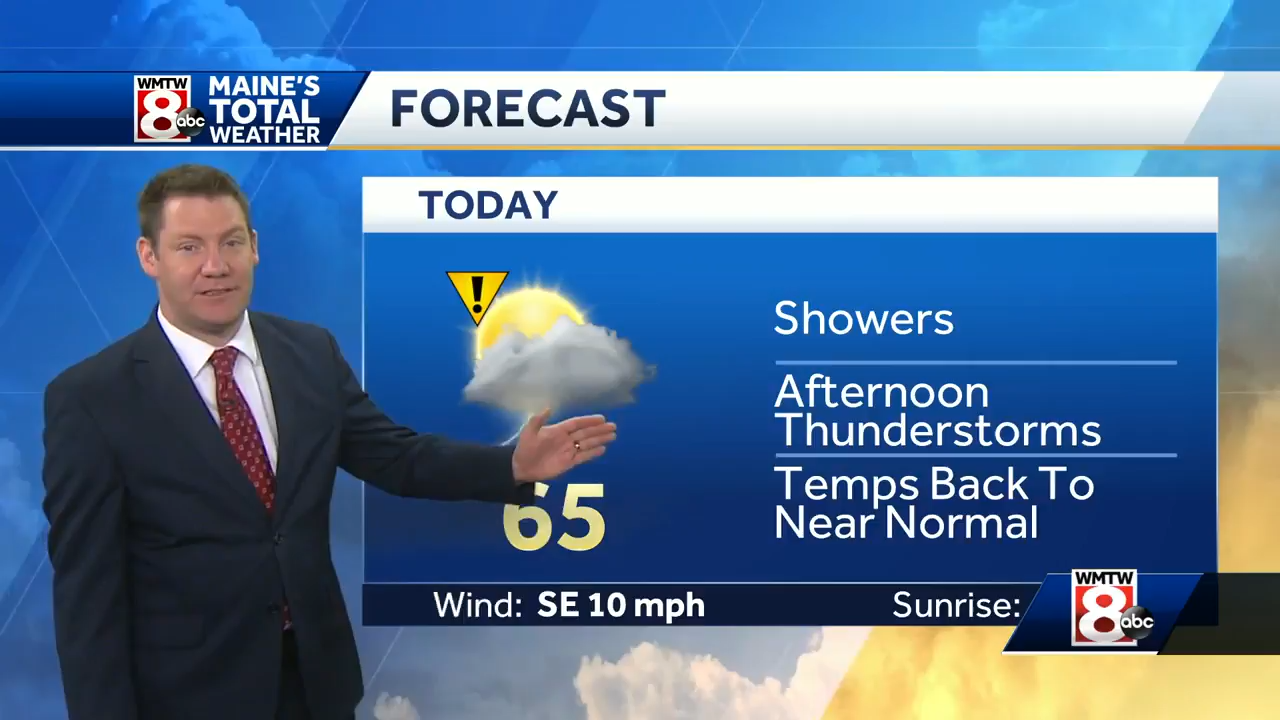 WMTW
8
abc
MAINE'S
TOTAL
WEATHER
FORECAST
TODAY
!
Showers
Afternoon
Thunderstorms
Temps Back To
Near Normal
65
Wind: SE 10 mph
Sunrise:
WMTW
8
abc